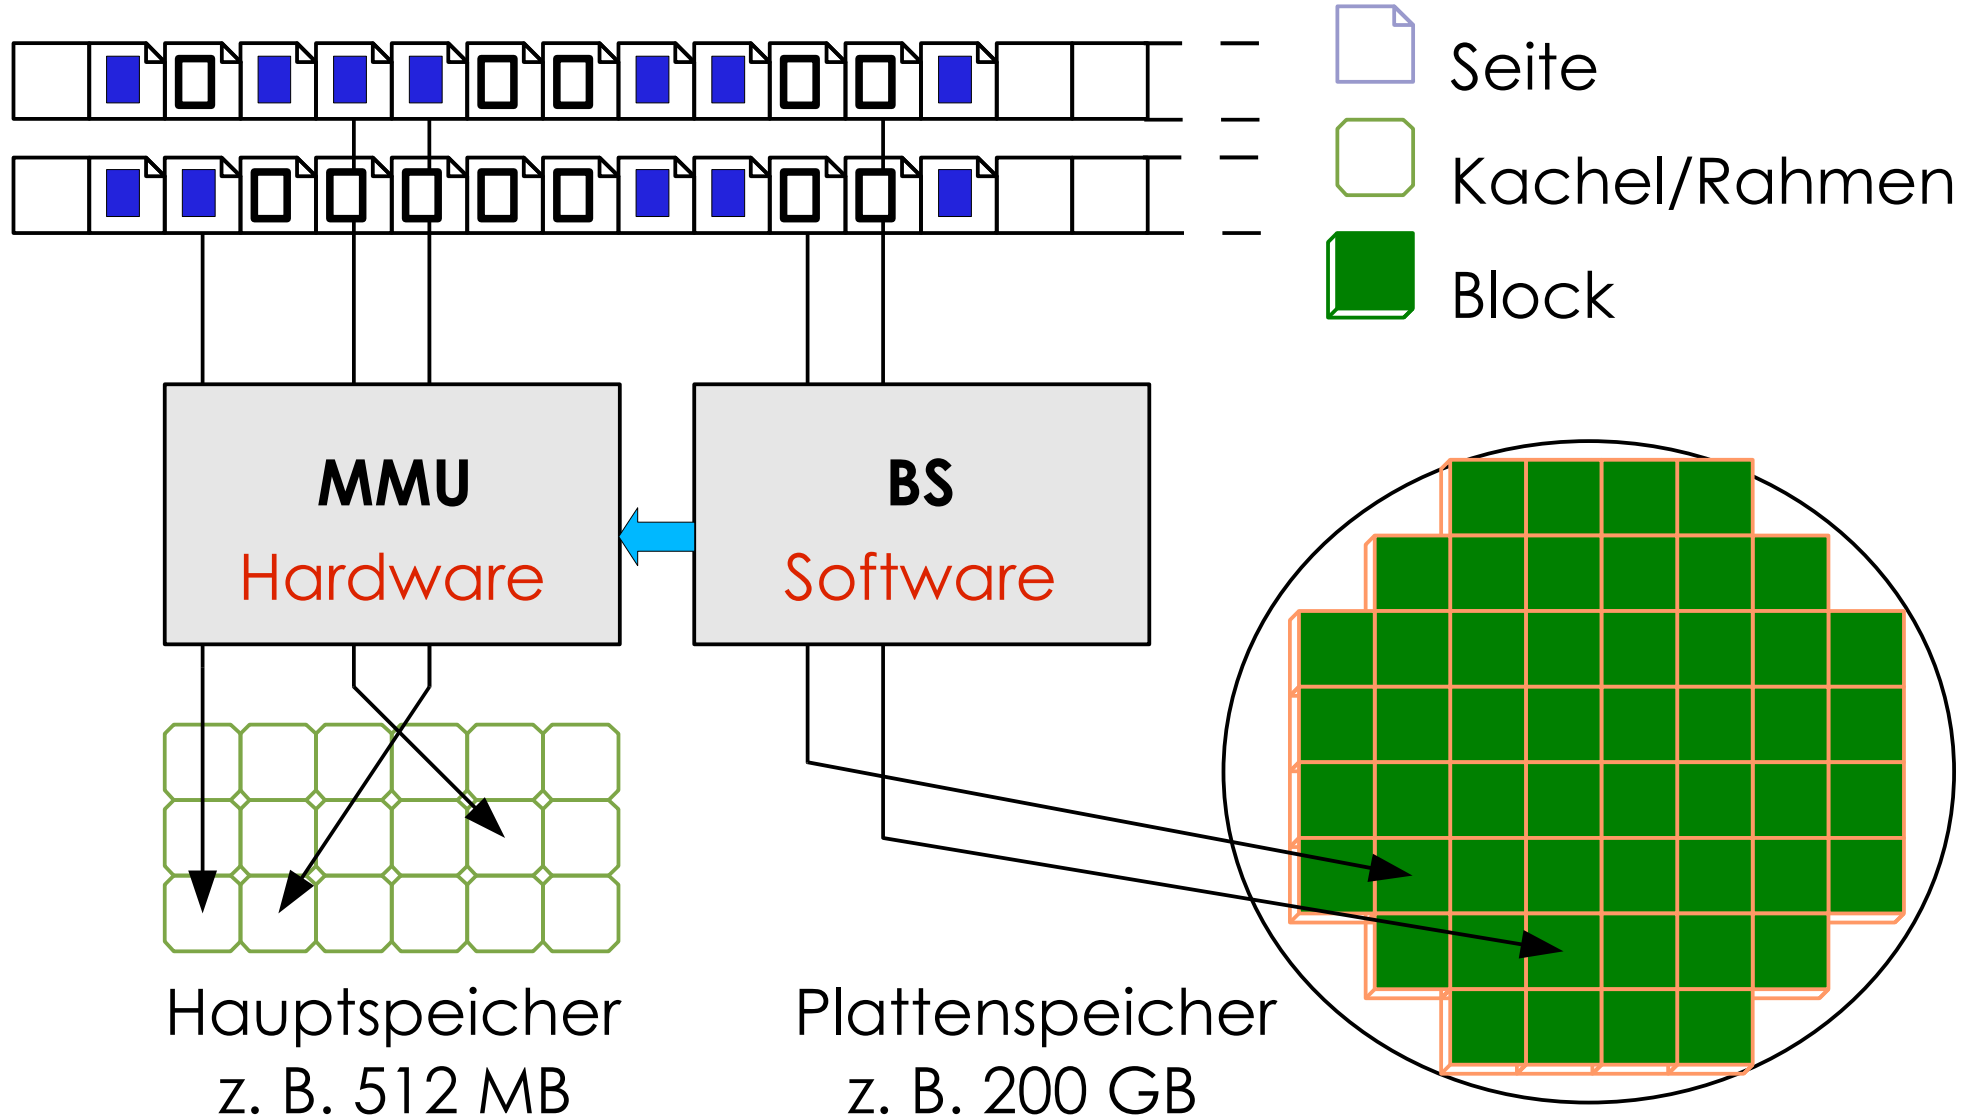 Seite
Kachel/Rahmen
Block
MMU
Hardware
BS
Software
Hauptspeicher
z. B. 512 MB
Plattenspeicher
z. B. 200 GB